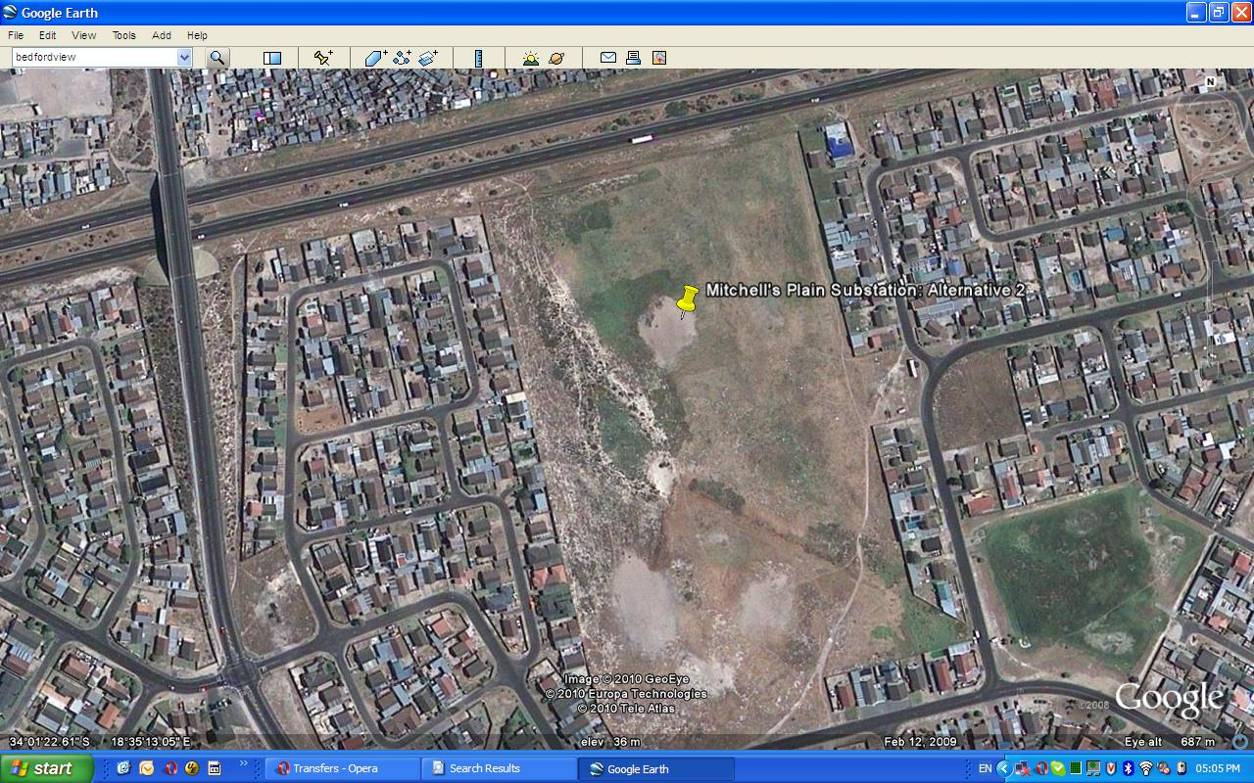 Google Earth
File Edit View Tools Add Help
bedfordview
N
Mitchell's Plain Substation: Alternative 2
Image © 2010 GeoEye
© 2010 Europa Technologies
© 2010 Tele Atlas
©2008 Google
34°01'22.61" S 18°35'13.05" E elev 36 m Feb 12, 2009 Eye alt 687 m
start Transfers - Opera Search Results Google Earth EN 05:05 PM